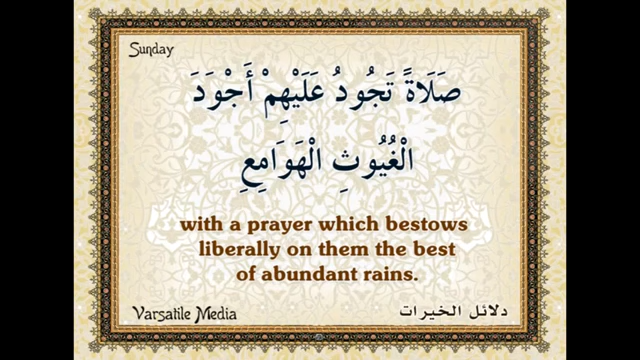 Sunday
صَلَاةً تَجُودُ عَلَيْهِمْ أَجْوَدَ
الْغُيُوثِ الْهَوَامِعِ
with a prayer which bestows
liberally on them the best
of abundant rains.
Varsatile Media دلائل الخيرات